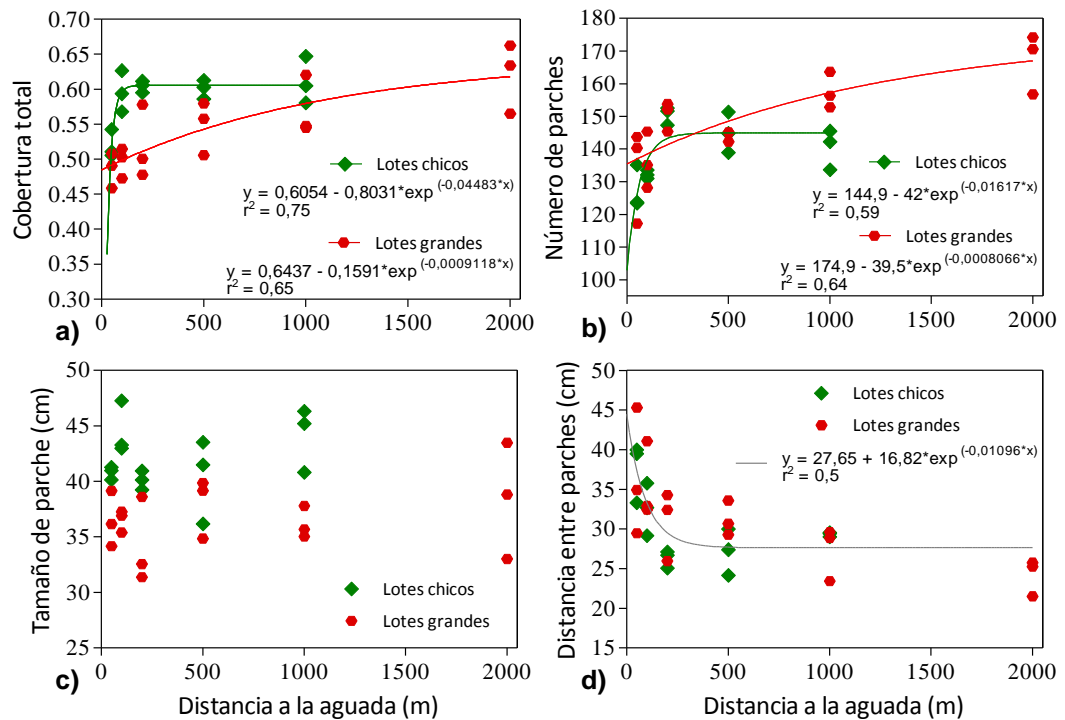 0.70
0.65
0.60
0.55
0.50
0.45
0.40
0.35
0.30
Cobertura total
0 500 1000 1500 2000
Lotes chicos
y = 0,6054 - 0,8031*exp(-0,04483*x)
r2 = 0,75
Lotes grandes
y = 0,6437 - 0,1591*exp(-0,0009118*x)
r2 = 0,65
a)
180
170
160
150
140
130
120
110
100
Número de parches
0 500 1000 1500 2000
Lotes chicos
y = 144,9 - 42*exp(-0,01617*x)
r2 = 0,59
Lotes grandes
y = 174,9 - 39,5*exp(-0,0008066*x)
r2 = 0,64
b)
50
45
40
35
30
25
Tamaño de parche (cm)
0 500 1000 1500 2000
Lotes chicos
Lotes grandes
c)
Distancia a la aguada (m)
50
45
40
35
30
25
20
15
Distancia entre parches (cm)
0 500 1000 1500 2000
Lotes chicos
Lotes grandes
y = 27,65 + 16,82*exp(-0,01096*x)
r2 = 0,5
d)
Distancia a la aguada (m)